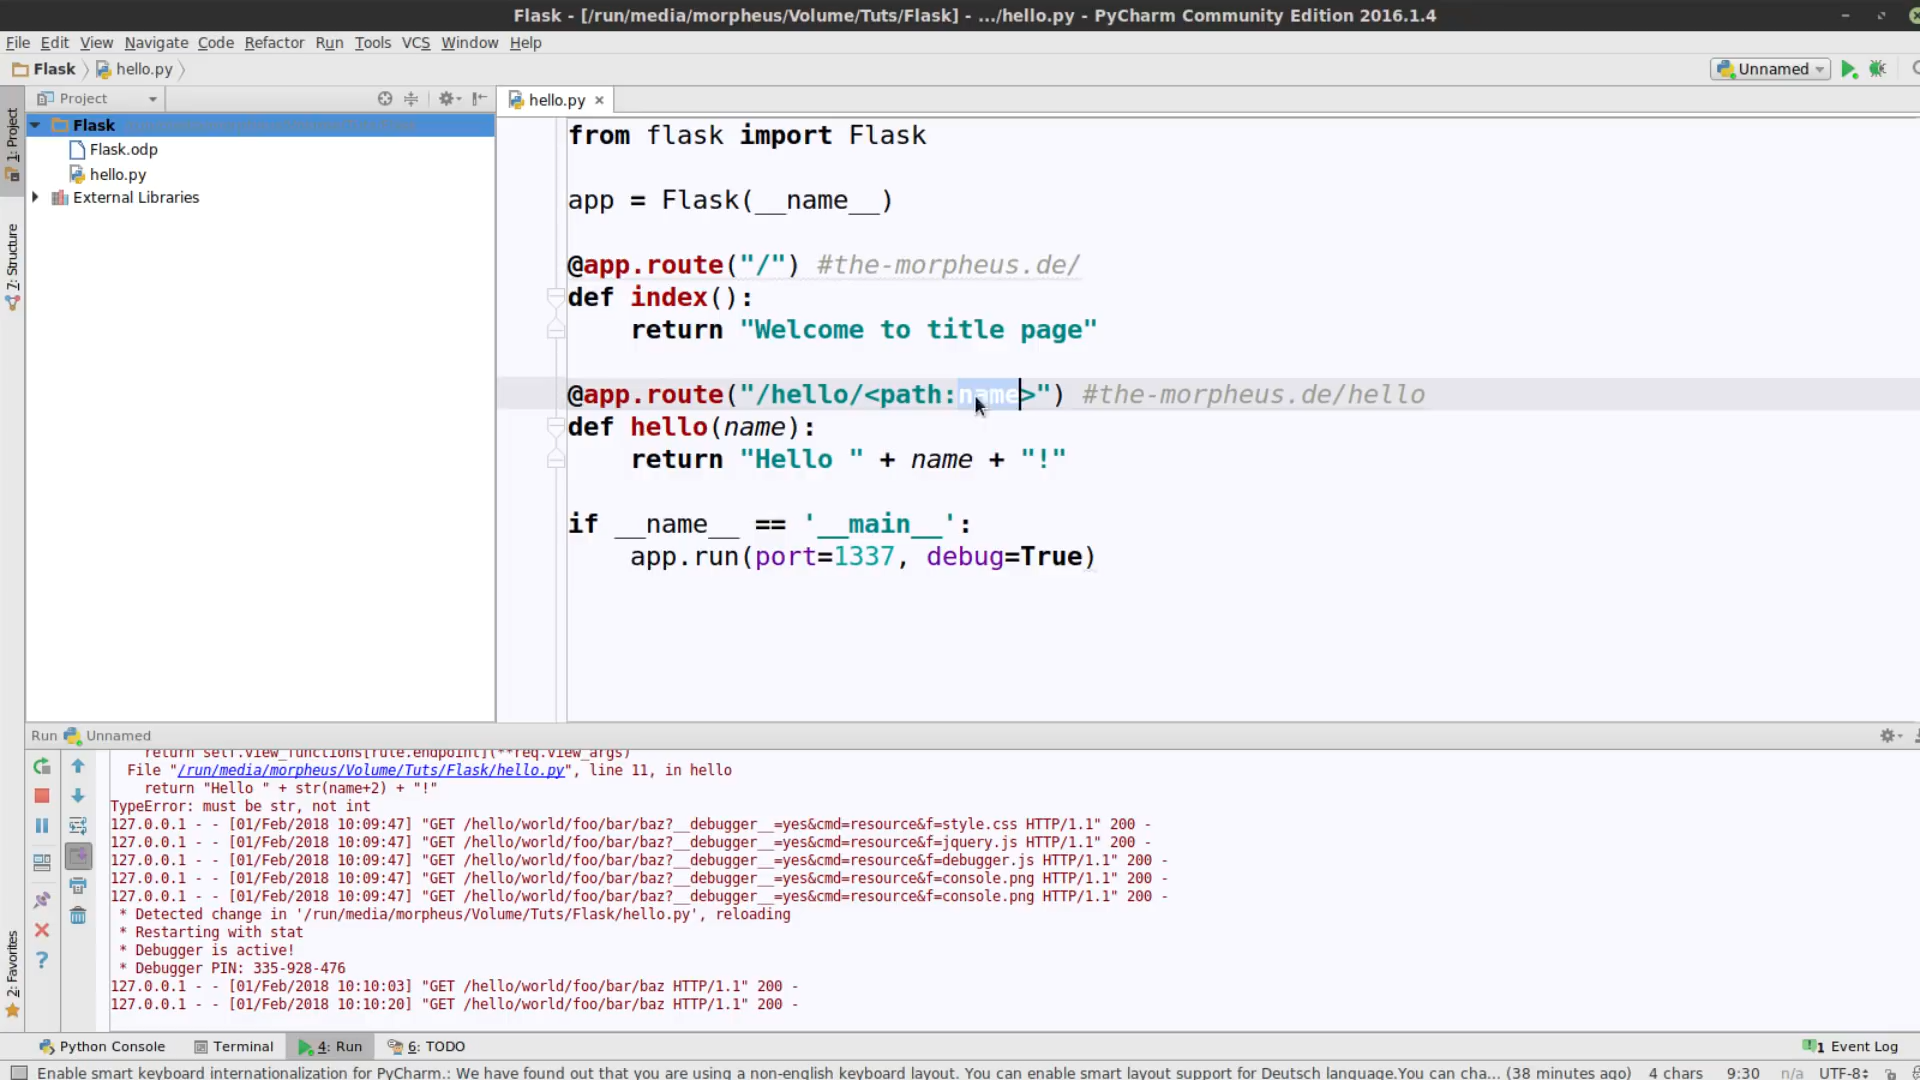 Flask - [/run/media/morpheus/Volume/Tuts/Flask] - .../hello.py - PyCharm Community Edition 2016.1.4
File Edit View Navigate Code Refactor Run Tools VCS Window Help
Flask hello.py
Unnamed
Project
hello.py
1: Project
7: Structure
2: Favorites
Flask
Flask.odp
hello.py
External Libraries
from flask import Flask
app = Flask(__name__)
@app.route("/") #the-morpheus.de/
def index():
return "Welcome to title page"
@app.route("/hello/<path:name>") #the-morpheus.de/hello
def hello(name):
return "Hello " + name + "!"
if __name__ == '__main__':
app.run(port=1337, debug=True)
Run Unnamed
return self.view_functions[rule.endpoint](**req.view_args)
File "/run/media/morpheus/Volume/Tuts/Flask/hello.py", line 11, in hello
return "Hello " + str(name+2) + "!"
TypeError: must be str, not int
127.0.0.1 - - [01/Feb/2018 10:09:47] "GET /hello/world/foo/bar/baz?__debugger__=yes&cmd=resource&f=style.css HTTP/1.1" 200 -
127.0.0.1 - - [01/Feb/2018 10:09:47] "GET /hello/world/foo/bar/baz?__debugger__=yes&cmd=resource&f=jquery.js HTTP/1.1" 200 -
127.0.0.1 - - [01/Feb/2018 10:09:47] "GET /hello/world/foo/bar/baz?__debugger__=yes&cmd=resource&f=debugger.js HTTP/1.1" 200 -
127.0.0.1 - - [01/Feb/2018 10:09:47] "GET /hello/world/foo/bar/baz?__debugger__=yes&cmd=resource&f=console.png HTTP/1.1" 200 -
127.0.0.1 - - [01/Feb/2018 10:09:47] "GET /hello/world/foo/bar/baz?__debugger__=yes&cmd=resource&f=console.png HTTP/1.1" 200 -
* Detected change in '/run/media/morpheus/Volume/Tuts/Flask/hello.py', reloading
* Restarting with stat
* Debugger is active!
* Debugger PIN: 335-928-476
127.0.0.1 - - [01/Feb/2018 10:10:03] "GET /hello/world/foo/bar/baz HTTP/1.1" 200 -
127.0.0.1 - - [01/Feb/2018 10:10:20] "GET /hello/world/foo/bar/baz HTTP/1.1" 200 -
Python Console Terminal 4: Run 6: TODO 1 Event Log
Enable smart keyboard internationalization for PyCharm.: We have found out that you are using a non-english keyboard layout. You can enable smart layout support for Deutsch language.You can cha... (38 minutes ago) 4 chars 9:30 n/a UTF-8